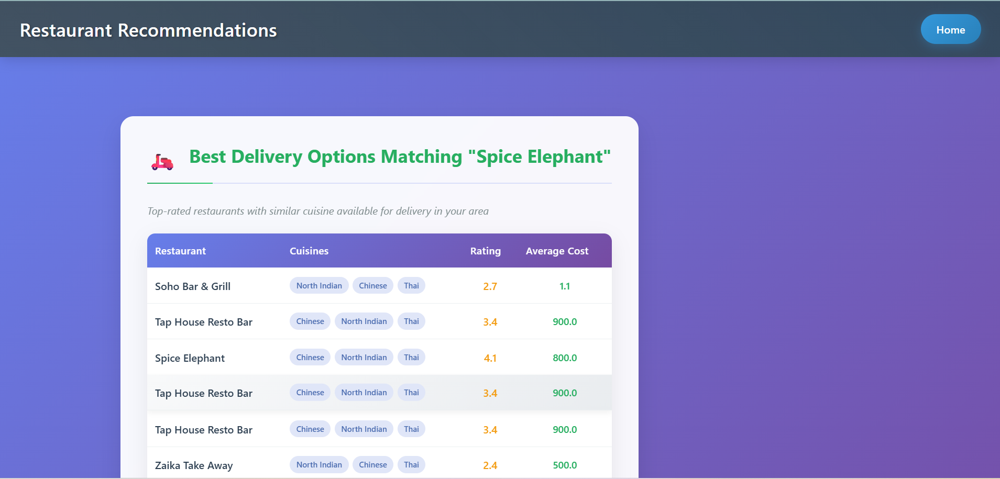 Restaurant Recommendations Home
Best Delivery Options Matching "Spice Elephant"
Top-rated restaurants with similar cuisine available for delivery in your area
Restaurant Cuisines Rating Average Cost
Soho Bar & Grill North Indian Chinese Thai 2.7 1.1
Tap House Resto Bar Chinese North Indian Thai 3.4 900.0
Spice Elephant Chinese North Indian Thai 4.1 800.0
Tap House Resto Bar Chinese North Indian Thai 3.4 900.0
Tap House Resto Bar Chinese North Indian Thai 3.4 900.0
Zaika Take Away North Indian Chinese Thai 2.4 500.0